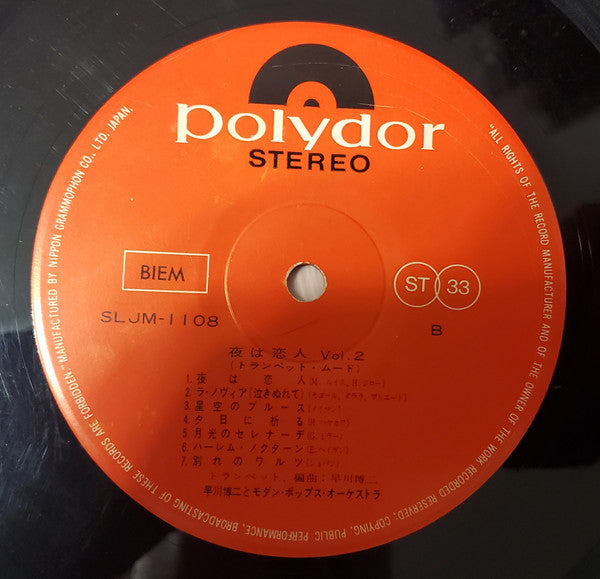 polydor
STEREO
BIEM
ST 33
SLJM-1108
B
夜は恋人 Vol.2
(トランペット・ムード)
1. 夜は恋人
2. ラ・ノヴィア(泣きぬれて)
3. 星空のブルース
4. 夕日に祈る
5. 月光のセレナーデ
6. ハーレム・ノクターン
7. 別れのワルツ
トランペット、編曲:早川博二
早川博二とモダン・ポップス・オーケストラ
"ALL RIGHTS OF THE RECORD MANUFACTURER AND OF THE OWNER OF THE WORK RECORDED RESERVED. COPYING, PUBLIC PERFORMANCE, BROADCASTING OF THESE RECORDS ARE FORBIDDEN" MANUFACTURED BY NIPPON GRAMMOPHON CO., LTD. JAPAN.